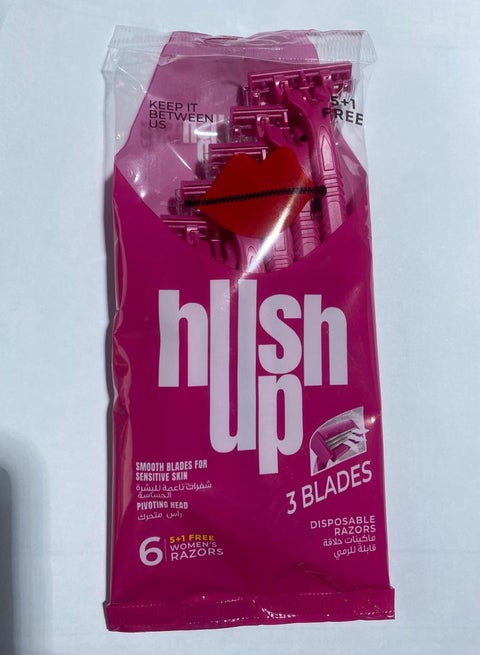 KEEP IT
BETWEEN
US
5+1
FREE
hush
up
3 BLADES
SMOOTH BLADES FOR
SENSITIVE SKIN
شفرات ناعمة للبشرة
الحساسة
PIVOTING HEAD
رأس متحرك
6
5+1 FREE
WOMEN'S
RAZORS
DISPOSABLE
RAZORS
ماكينات حلاقة
قابلة للرمي